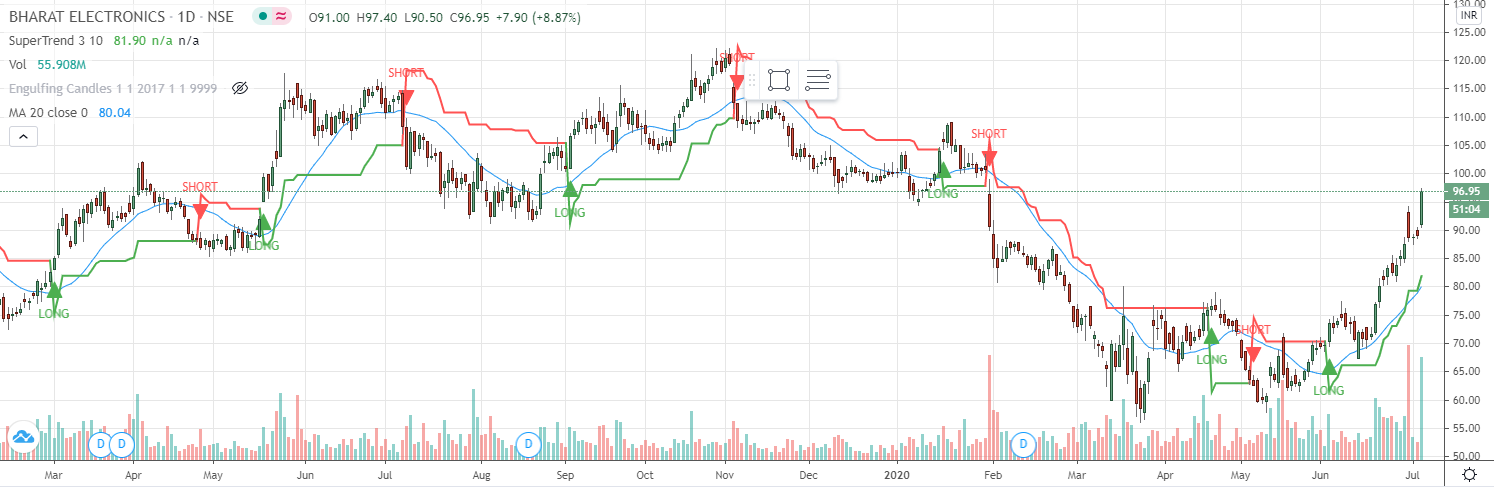 BHARAT ELECTRONICS · 1D · NSE O91.00 H97.40 L90.50 C96.95 +7.90 (+8.87%)
SuperTrend 3 10 81.90 n/a n/a
Vol 55.908M
Engulfing Candles 1 1 2017 1 1 9999
MA 20 close 0 80.04
130.00
INR
125.00
120.00
115.00
110.00
105.00
100.00
96.95
51:04
90.00
85.00
80.00
75.00
70.00
65.00
60.00
55.00
50.00
LONG
SHORT
LONG
SHORT
LONG
SHORT
LONG
SHORT
LONG
SHORT
LONG
D D D D
Mar Apr May Jun Jul Aug Sep Oct Nov Dec 2020 Feb Mar Apr May Jun Jul